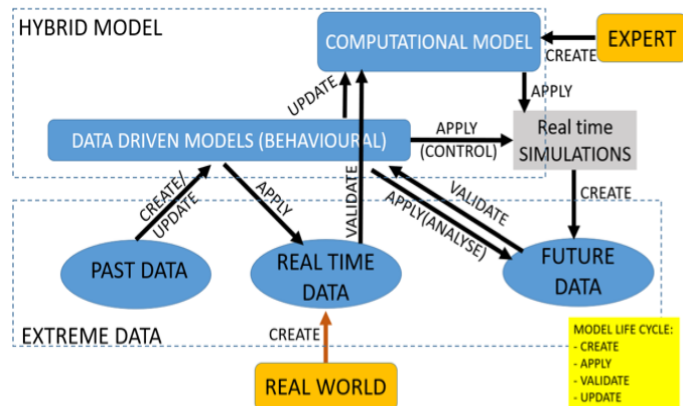 HYBRID MODEL
COMPUTATIONAL MODEL
EXPERT
CREATE
UPDATE
APPLY
DATA DRIVEN MODELS (BEHAVIOURAL)
APPLY
(CONTROL)
Real time
SIMULATIONS
CREATE/
UPDATE
APPLY
VALIDATE
VALIDATE
APPLY(ANALYSE)
CREATE
PAST DATA
REAL TIME
DATA
FUTURE
DATA
EXTREME DATA
CREATE
REAL WORLD
MODEL LIFE CYCLE:
- CREATE
- APPLY
- VALIDATE
- UPDATE